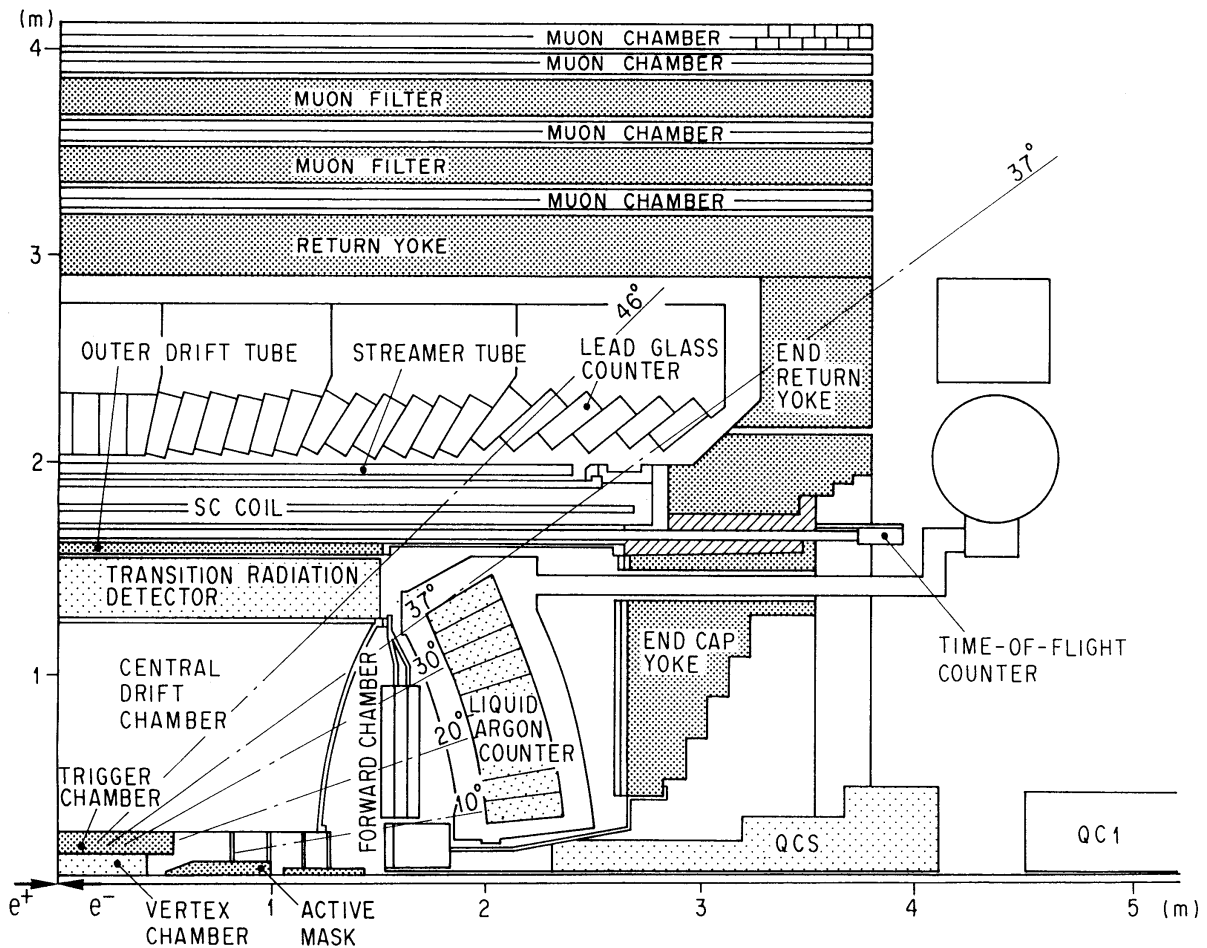 (m)
4
MUON CHAMBER
MUON CHAMBER
MUON FILTER
MUON CHAMBER
MUON FILTER
37°
MUON CHAMBER
3
RETURN YOKE
46°
OUTER DRIFT TUBE
STREAMER TUBE
LEAD GLASS
COUNTER
END
RETURN
YOKE
2
SC COIL
TRANSITION RADIATION
DETECTOR
37°
1
CENTRAL
DRIFT
CHAMBER
FORWARD CHAMBER
30°
END CAP
YOKE
TIME-OF-FLIGHT
COUNTER
20°
LIQUID
ARGON
COUNTER
TRIGGER
CHAMBER
10°
QCS
QC1
e+
e-
VERTEX
CHAMBER
1
ACTIVE
MASK
2
3
4
5
(m)